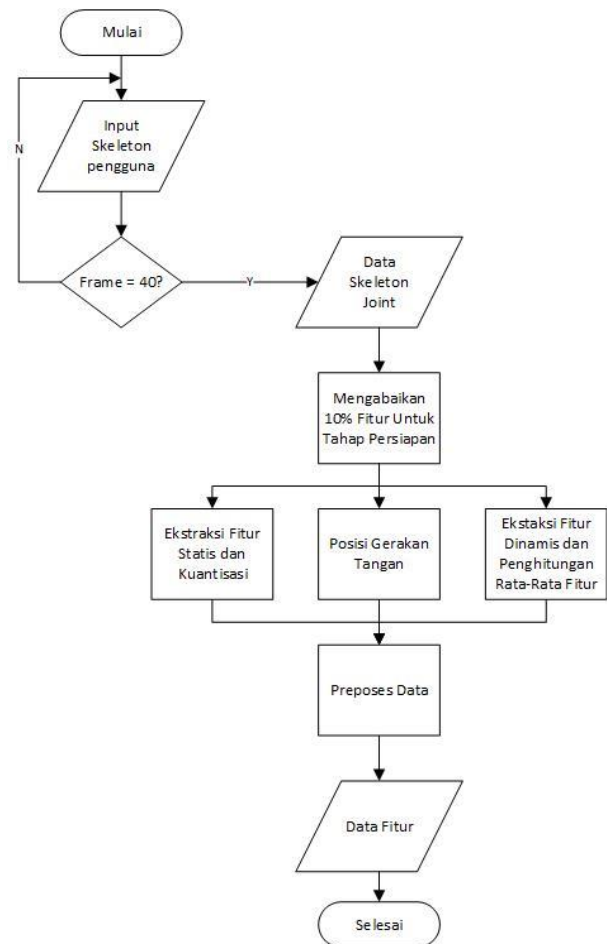 Mulai
Input
Skeleton
pengguna
N
Frame = 40?
Y
Data
Skeleton
Joint
Mengabaikan
10% Fitur Untuk
Tahap Persiapan
Ekstraksi Fitur
Statis dan
Kuantisasi
Posisi Gerakan
Tangan
Ekstaksi Fitur
Dinamis dan
Penghitungan
Rata-Rata Fitur
Preposes Data
Data Fitur
Selesai